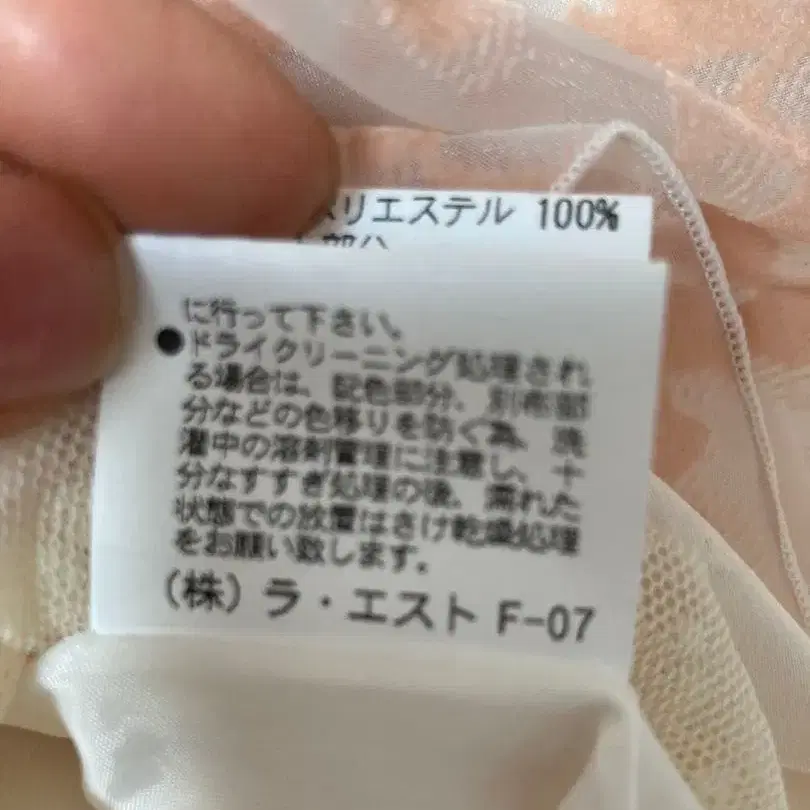 リエステル 100%
部分
に行って下さい。
●ドライクリーニング処理され
る場合は、配色部分、別布部
分などの色移りを防ぐ為、洗
濯中の溶剤管理に注意し、十
分なすすぎ処理の後、濡れた
状態での放置はさけ乾燥処理
をお願い致します。
(株) ラ・エスト F-07